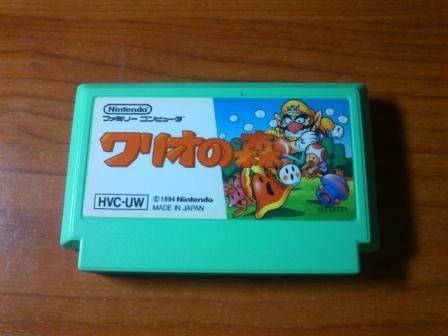 Nintendo
ファミリー コンピュータ
ワリオの森
HVC-UW
©1994 Nintendo
MADE IN JAPAN
GT12771